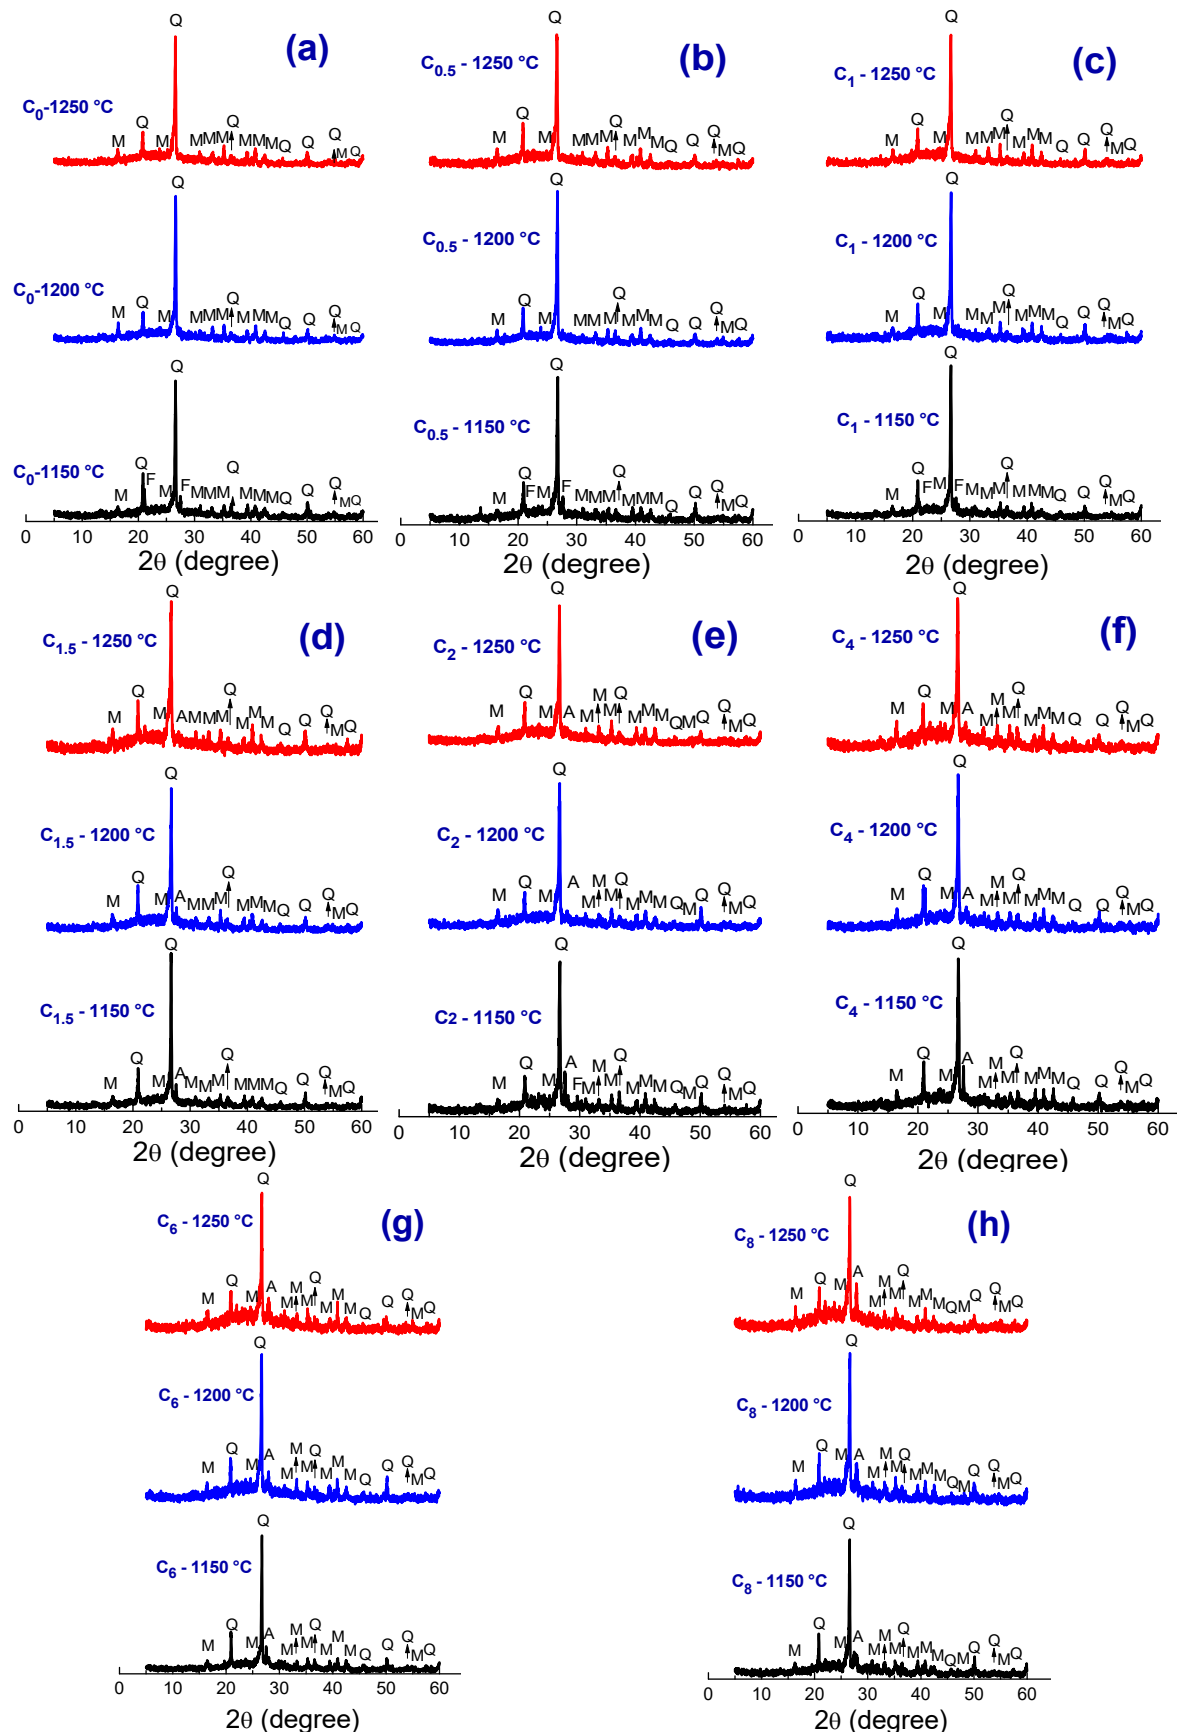 (a)
Q
C0-1250 °C
M Q M M M M Q M M M Q Q Q M Q
Q
C0-1200 °C
M Q M M M M Q M M M Q Q Q M Q
Q
C0-1150 °C
M Q F M F M M M Q M M M Q Q Q M Q
0 10 20 30 40 50 60
2θ (degree)
(b)
Q
C0.5 - 1250 °C
M Q M M M M Q M M M Q Q Q M Q
Q
C0.5 - 1200 °C
M Q M M M M Q M M M Q Q Q M Q
Q
C0.5 - 1150 °C
M Q F M F M M M Q M M M Q Q Q M Q
0 10 20 30 40 50 60
2θ (degree)
(c)
Q
C1 - 1250 °C
M Q M M M M Q M M M Q Q Q M Q
Q
C1 - 1200 °C
M Q M M M M Q M M M Q Q Q M Q
Q
C1 - 1150 °C
M Q F M F M M M Q M M M Q Q Q M Q
0 10 20 30 40 50 60
2θ (degree)
(d)
Q
C1.5 - 1250 °C
M Q M A M M M Q M M M Q Q Q M Q
Q
C1.5 - 1200 °C
M Q M A M M M Q M M M Q Q Q M Q
Q
C1.5 - 1150 °C
M Q M A M M M Q M M M Q Q Q M Q
0 10 20 30 40 50 60
2θ (degree)
(e)
Q
C2 - 1250 °C
M Q M A M M M Q M M M Q M Q Q M Q
Q
C2 - 1200 °C
M Q M A M M M Q M M M Q M Q Q M Q
Q
C2 - 1150 °C
M Q M A F M M M Q M M M Q M Q Q M Q
0 10 20 30 40 50 60
2θ (degree)
(f)
Q
C4 - 1250 °C
M Q M A M M M Q M M M Q Q Q M Q
Q
C4 - 1200 °C
M Q M A M M M Q M M M Q Q Q M Q
Q
C4 - 1150 °C
M Q M A M M M Q M M M Q Q Q M Q
0 10 20 30 40 50 60
2θ (degree)
(g)
Q
C6 - 1250 °C
M Q M A M M M Q M M M Q Q Q M Q
Q
C6 - 1200 °C
M Q M A M M M Q M M M Q Q Q M Q
Q
C6 - 1150 °C
M Q M A M M M Q M M M Q Q Q M Q
0 10 20 30 40 50 60
2θ (degree)
(h)
Q
C8 - 1250 °C
M Q M A M M M Q M M M Q M Q Q M Q
Q
C8 - 1200 °C
M Q M A M M M Q M M M Q M Q Q M Q
Q
C8 - 1150 °C
M Q M A M M M Q M M M Q M Q Q M Q
0 10 20 30 40 50 60
2θ (degree)